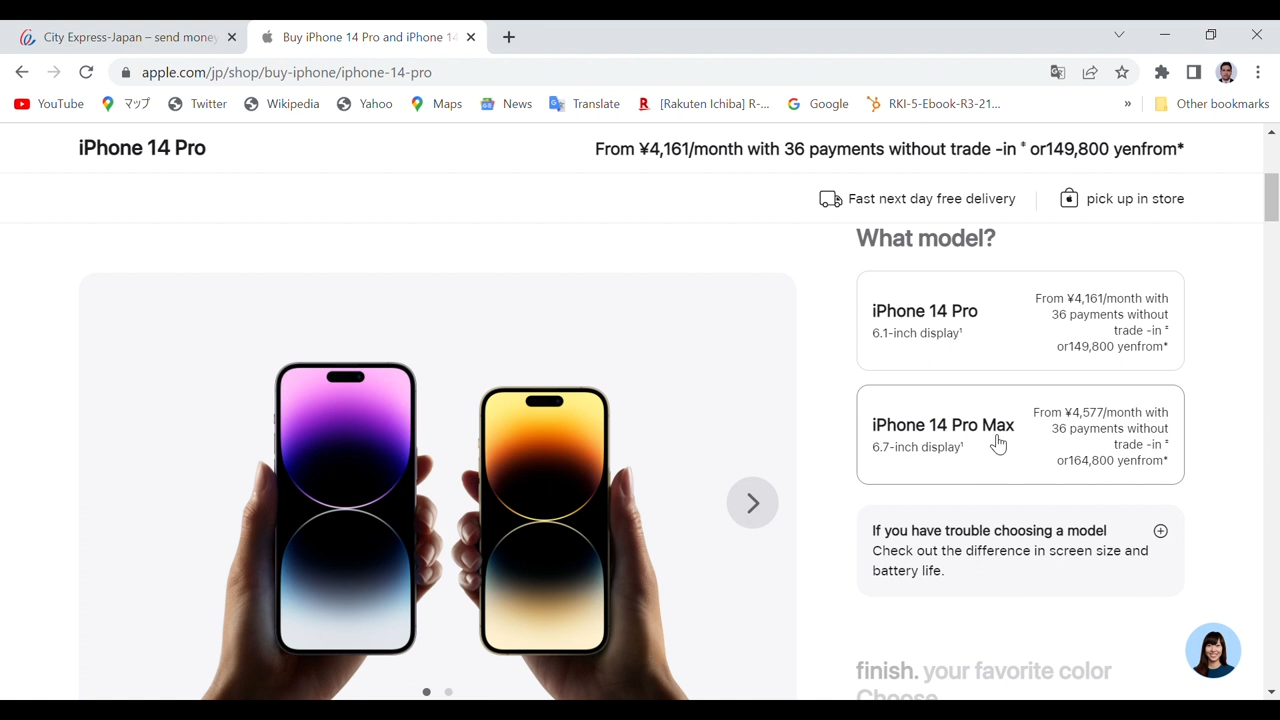 City Express-Japan – send money
Buy iPhone 14 Pro and iPhone 14
apple.com/jp/shop/buy-iphone/iphone-14-pro
YouTube
マップ
Twitter
Wikipedia
Yahoo
Maps
News
Translate
[Rakuten Ichiba] R-...
Google
RKI-5-Ebook-R3-21...
»
Other bookmarks
iPhone 14 Pro
From ¥4,161/month with 36 payments without trade -in ‡ or149,800 yenfrom*
Fast next day free delivery
pick up in store
What model?
iPhone 14 Pro
6.1-inch display¹
From ¥4,161/month with
36 payments without
trade -in ‡
or149,800 yenfrom*
iPhone 14 Pro Max
6.7-inch display¹
From ¥4,577/month with
36 payments without
trade -in ‡
or164,800 yenfrom*
If you have trouble choosing a model
Check out the difference in screen size and
battery life.
finish. your favorite color
Choose